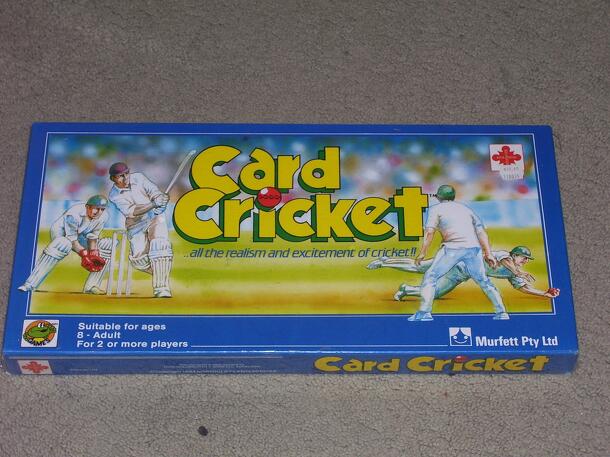 Card
Cricket
...all the realism and excitement of cricket!!
Suitable for ages
8 - Adult
For 2 or more players
Murfett Pty Ltd
Card Cricket